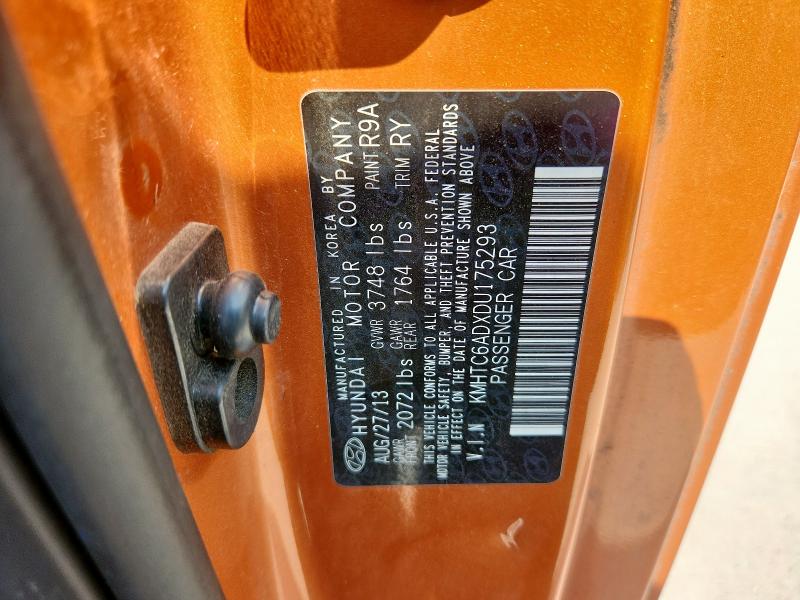 MANUFACTURED IN KOREA BY
HYUNDAI MOTOR COMPANY
AUG/27/13 GVWR 3748 lbs PAINT R9A
GAWR FRONT 2072 lbs GAWR REAR 1764 lbs TRIM RY
THIS VEHICLE CONFORMS TO ALL APPLICABLE U.S.A. FEDERAL
MOTOR VEHICLE SAFETY, BUMPER, AND THEFT PREVENTION STANDARDS
IN EFFECT ON THE DATE OF MANUFACTURE SHOWN ABOVE
V.I.N KMHTC6ADXDU175293
PASSENGER CAR